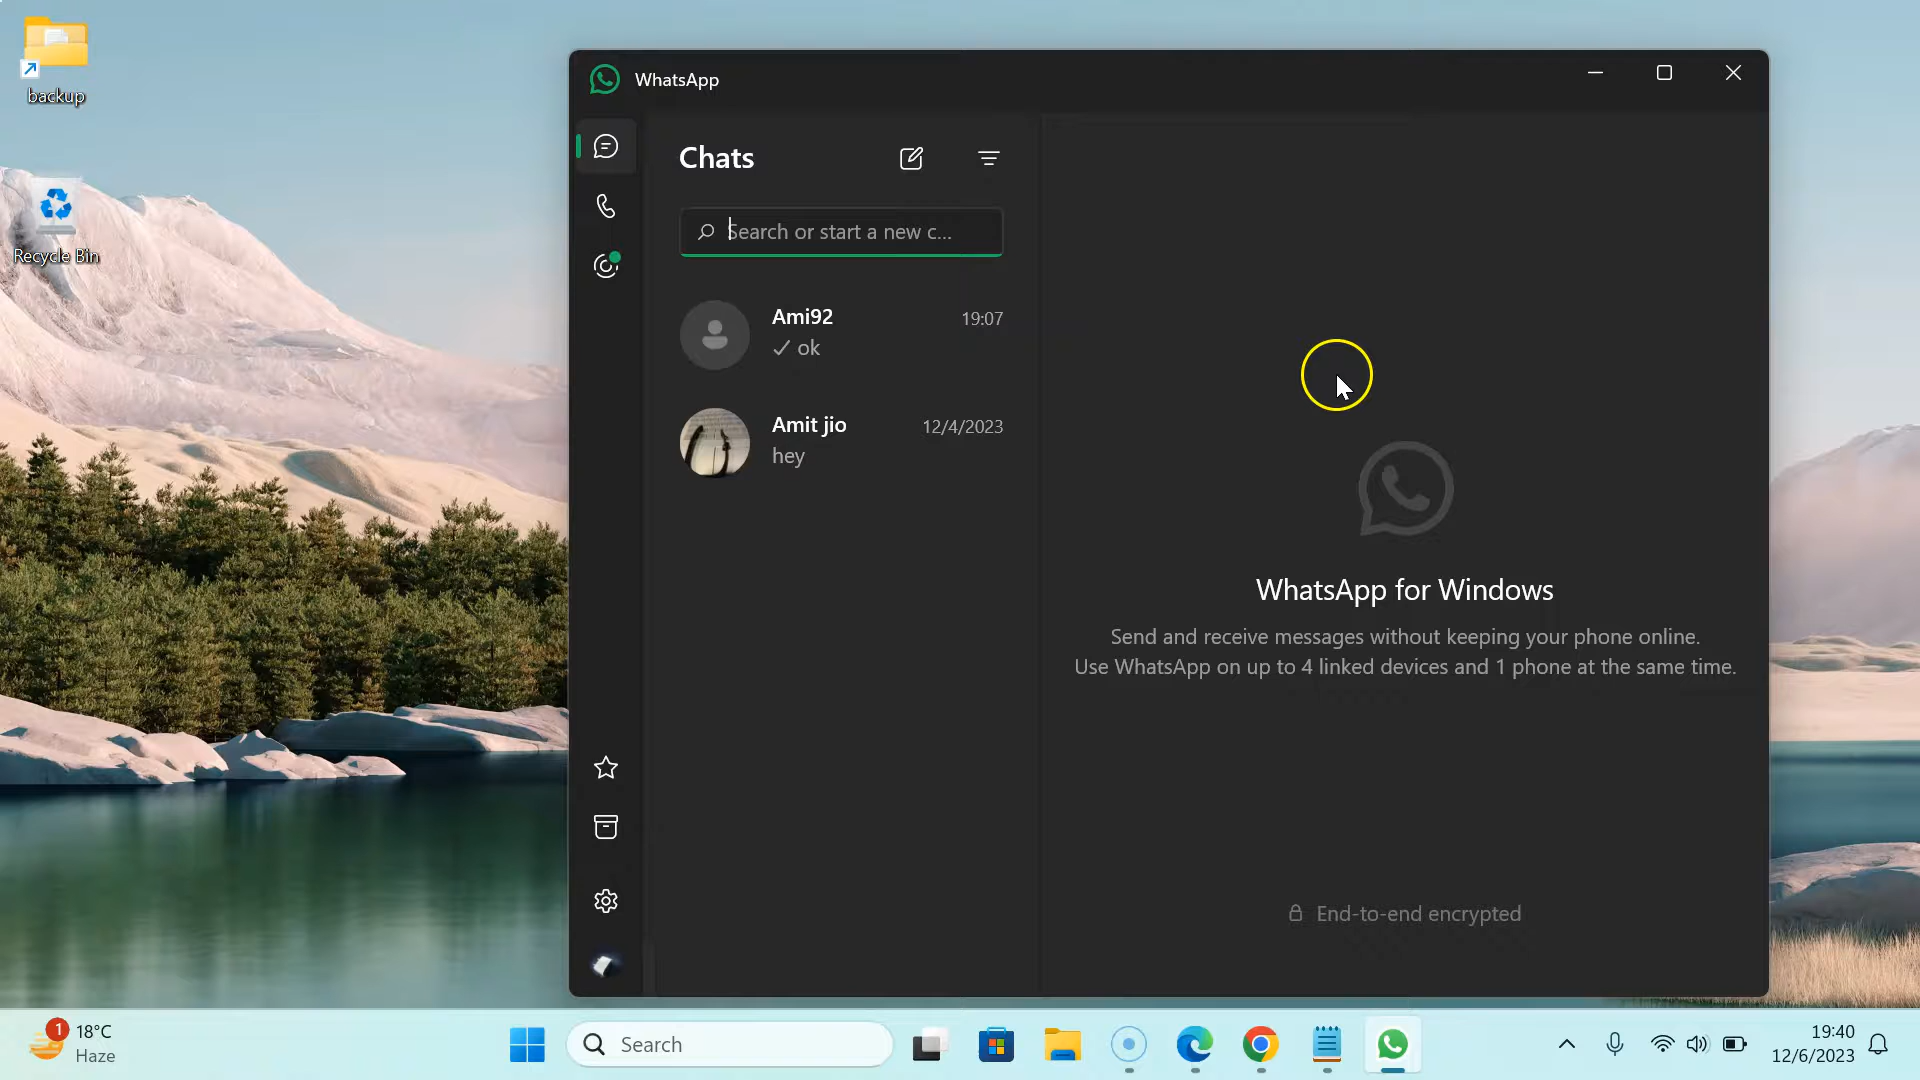 backup
Recycle Bin
WhatsApp
Chats
Search or start a new c...
Ami92
19:07
ok
Amit jio
12/4/2023
hey
WhatsApp for Windows
Send and receive messages without keeping your phone online.
Use WhatsApp on up to 4 linked devices and 1 phone at the same time.
End-to-end encrypted
1
18°C
Haze
Search
19:40
12/6/2023